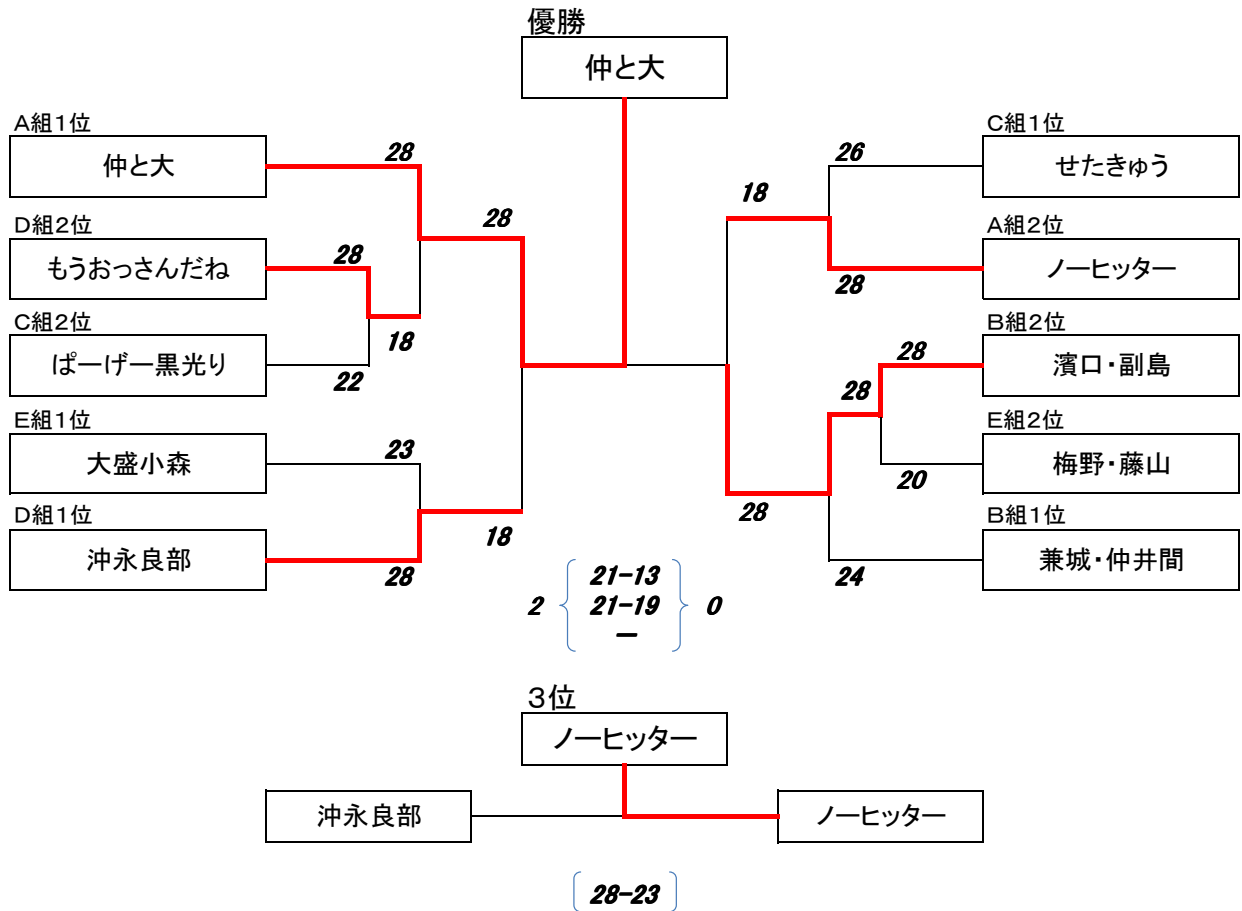 優勝
仲と大
A組1位
仲と大
28
28
D組2位
もうおっさんだね
28
18
C組2位
ぱーげー黒光り
22
E組1位
大盛小森
23
18
D組1位
沖永良部
28
C組1位
せたきゅう
26
18
A組2位
ノーヒッター
28
B組2位
濱口・副島
28
28
E組2位
梅野・藤山
20
28
B組1位
兼城・仲井間
24
21-13
2 21-19 0
-
3位
ノーヒッター
沖永良部
ノーヒッター
28-23